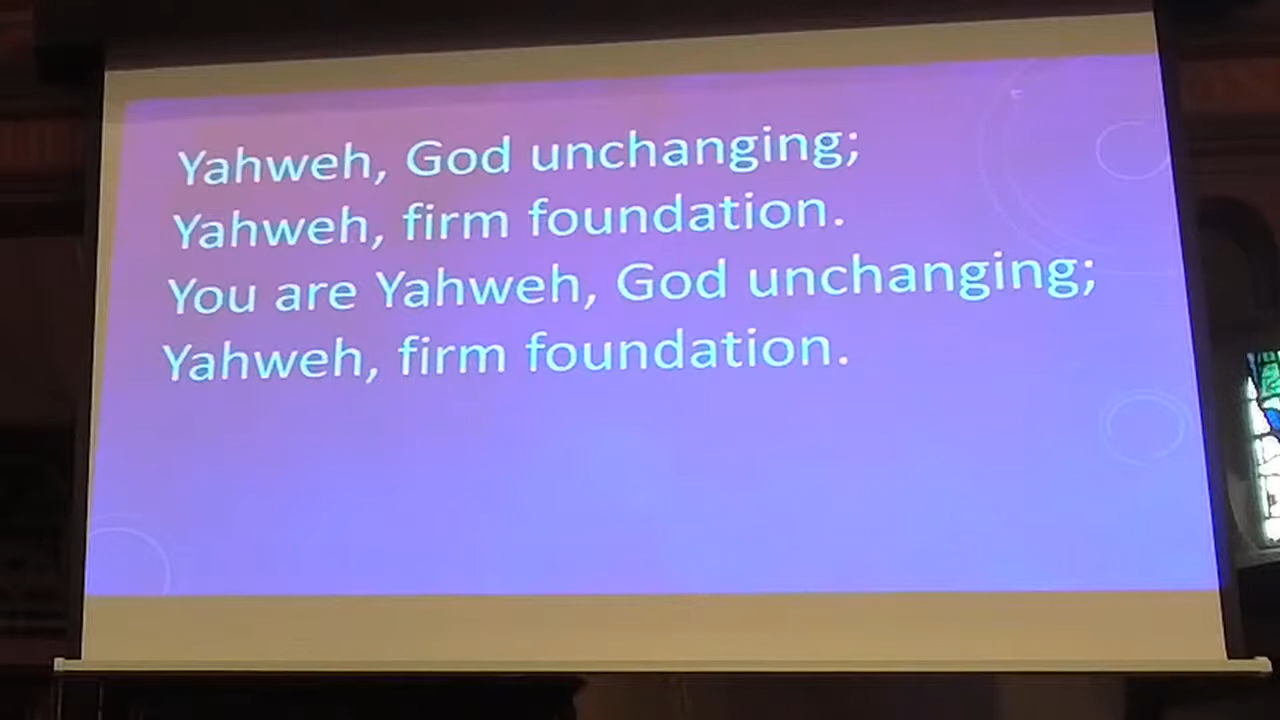 Yahweh, God unchanging;
Yahweh, firm foundation.
You are Yahweh, God unchanging;
Yahweh, firm foundation.